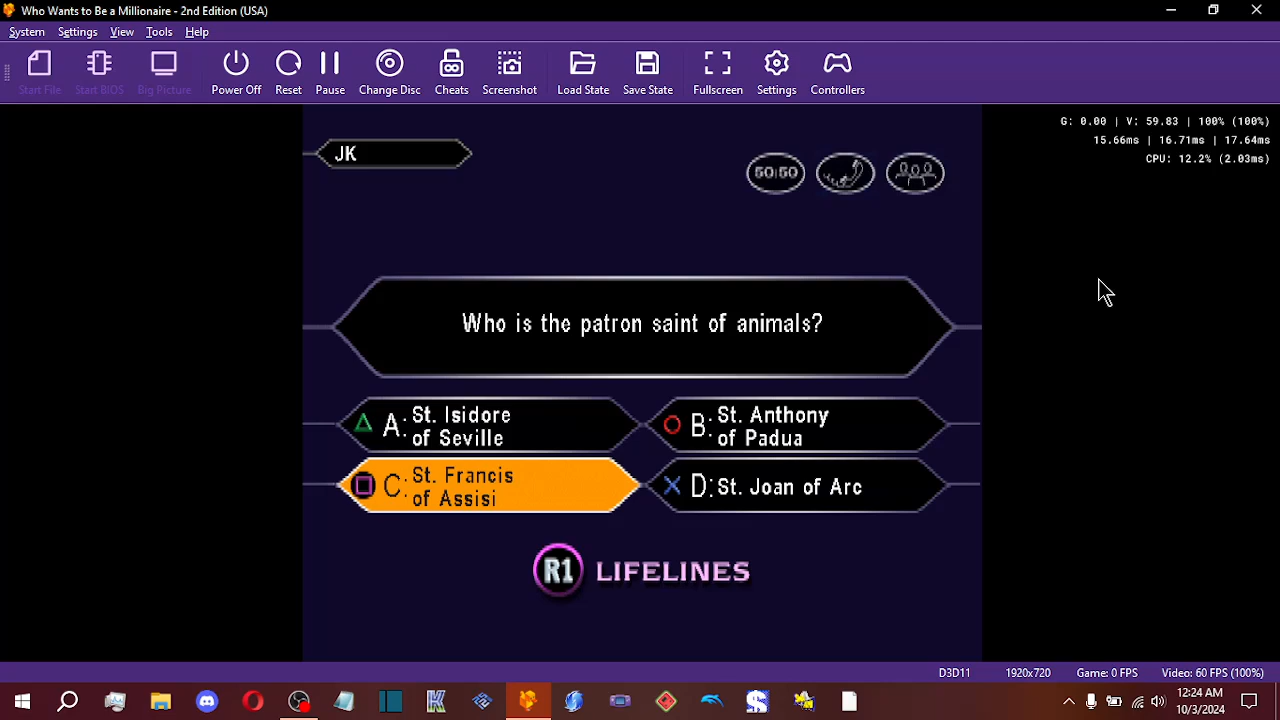 Who Wants to Be a Millionaire - 2nd Edition (USA)
System Settings View Tools Help
Start File Start BIOS Big Picture Power Off Reset Pause Change Disc Cheats Screenshot Load State Save State Fullscreen Settings Controllers
G: 0.00 | V: 59.83 | 100% (100%)
15.66ms | 16.71ms | 17.64ms
CPU: 12.2% (2.03ms)
JK
50:50
Who is the patron saint of animals?
A: St. Isidore
of Seville
B: St. Anthony
of Padua
C: St. Francis
of Assisi
D: St. Joan of Arc
R1 LIFELINES
D3D11 1920x720 Game: 0 FPS Video: 60 FPS (100%)
12:24 AM
10/3/2024